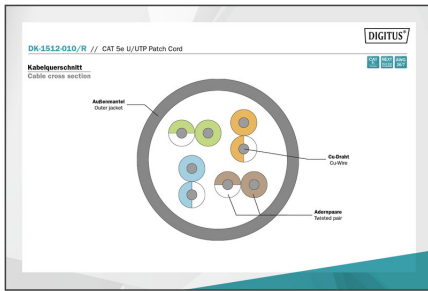 DIGITUS®
DK-1512-010/R // CAT 5e U/UTP Patch Cord
Kabelquerschnitt
Cable cross section
Außenmantel
Outer jacket
Cu-Draht
Cu-Wire
Adernpaare
Twisted pair